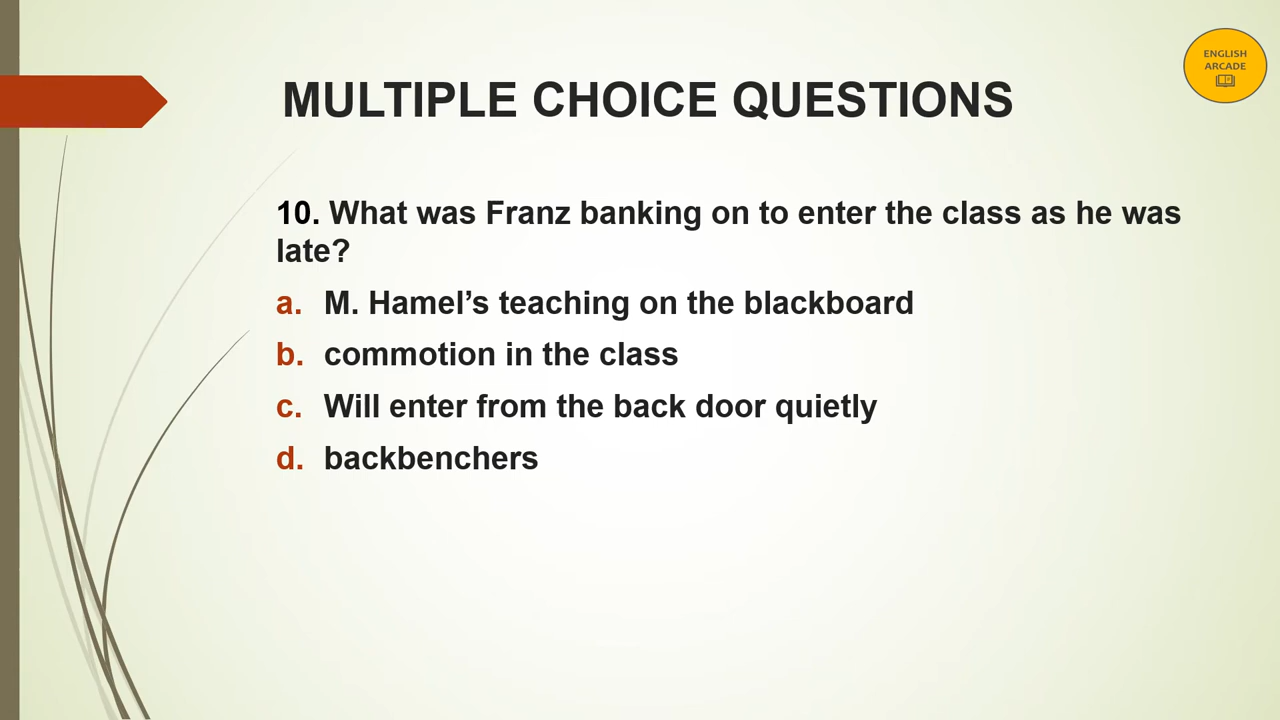 ENGLISH
ARCADE
MULTIPLE CHOICE QUESTIONS
10. What was Franz banking on to enter the class as he was
late?
a. M. Hamel’s teaching on the blackboard
b. commotion in the class
c. Will enter from the back door quietly
d. backbenchers